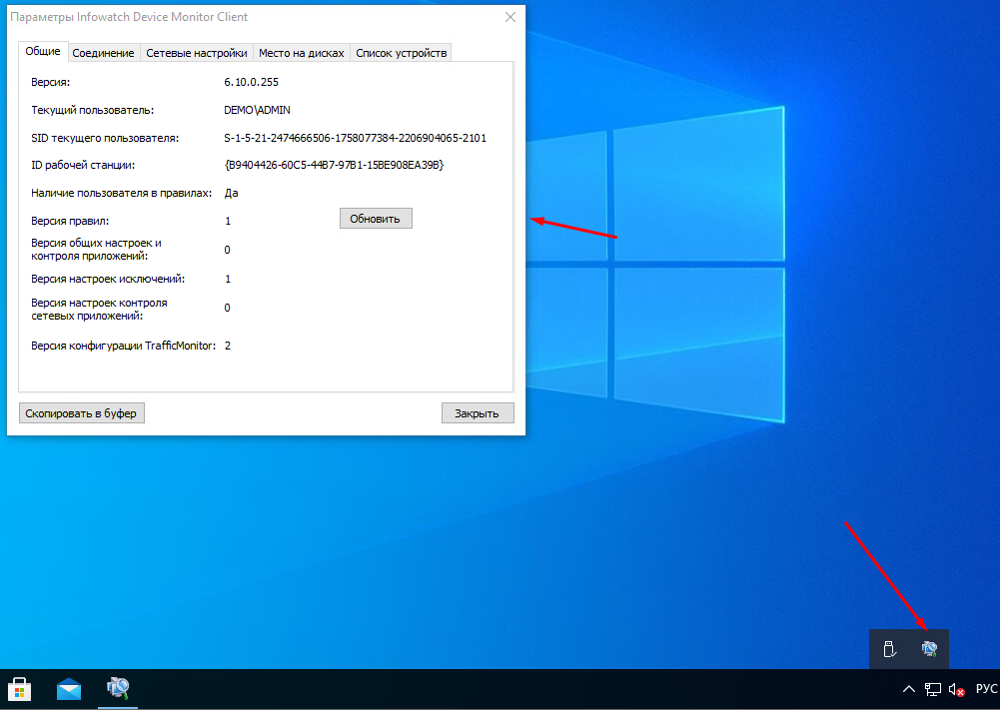 Параметры Infowatch Device Monitor Client
Общие Соединение Сетевые настройки Место на дисках Список устройств
Версия: 6.10.0.255
Текущий пользователь: DEMO\ADMIN
SID текущего пользователя: S-1-5-21-2474666506-1758077384-2206904065-2101
ID рабочей станции: {B9404426-60C5-44B7-97B1-15BE908EA39B}
Наличие пользователя в правилах: Да
Версия правил: 1 Обновить
Версия общих настроек и
контроля приложений: 0
Версия настроек исключений: 1
Версия настроек контроля
сетевых приложений: 0
Версия конфигурации TrafficMonitor: 2
Скопировать в буфер Закрыть
РУС